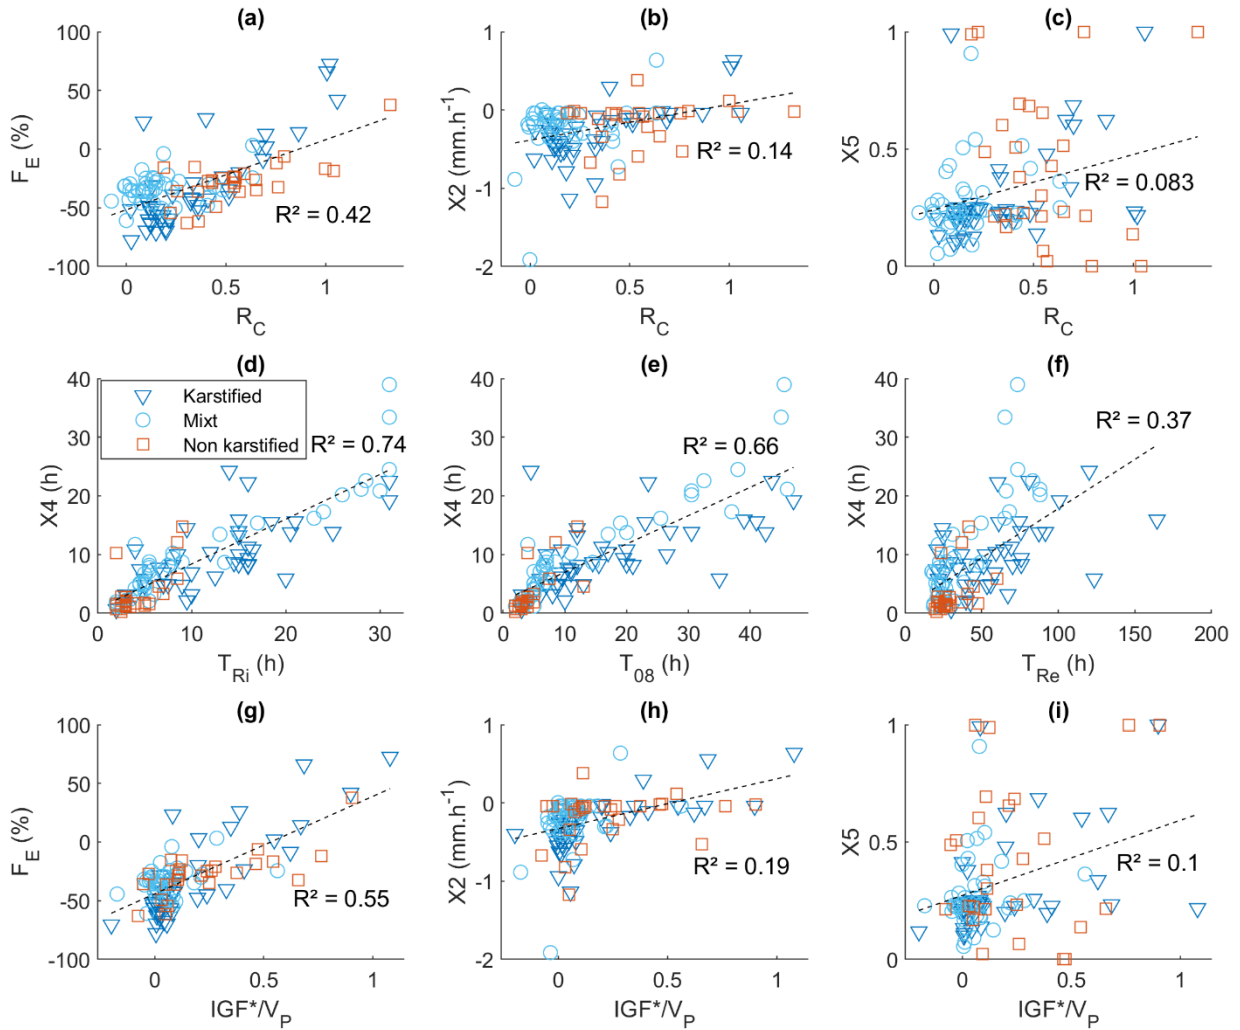 (a)
100
50
0
-50
-100
F_E (%)
R² = 0.42
0
0.5
1
R_C
(b)
1
0
-1
-2
X2 (mm.h⁻¹)
R² = 0.14
0
0.5
1
R_C
(c)
1
0.5
0
X5
R² = 0.083
0
0.5
1
R_C
(d)
40
30
20
10
0
X4 (h)
Karstified
Mixt
Non karstified
R² = 0.74
0
10
20
30
T_Ri (h)
(e)
40
30
20
10
0
X4 (h)
R² = 0.66
0
10
20
30
40
T_08 (h)
(f)
40
30
20
10
0
X4 (h)
R² = 0.37
0
50
100
150
200
T_Re (h)
(g)
100
50
0
-50
-100
F_E (%)
R² = 0.55
0
0.5
1
IGF*/V_P
(h)
1
0
-1
-2
X2 (mm.h⁻¹)
R² = 0.19
0
0.5
1
IGF*/V_P
(i)
1
0.5
0
X5
R² = 0.1
0
0.5
1
IGF*/V_P